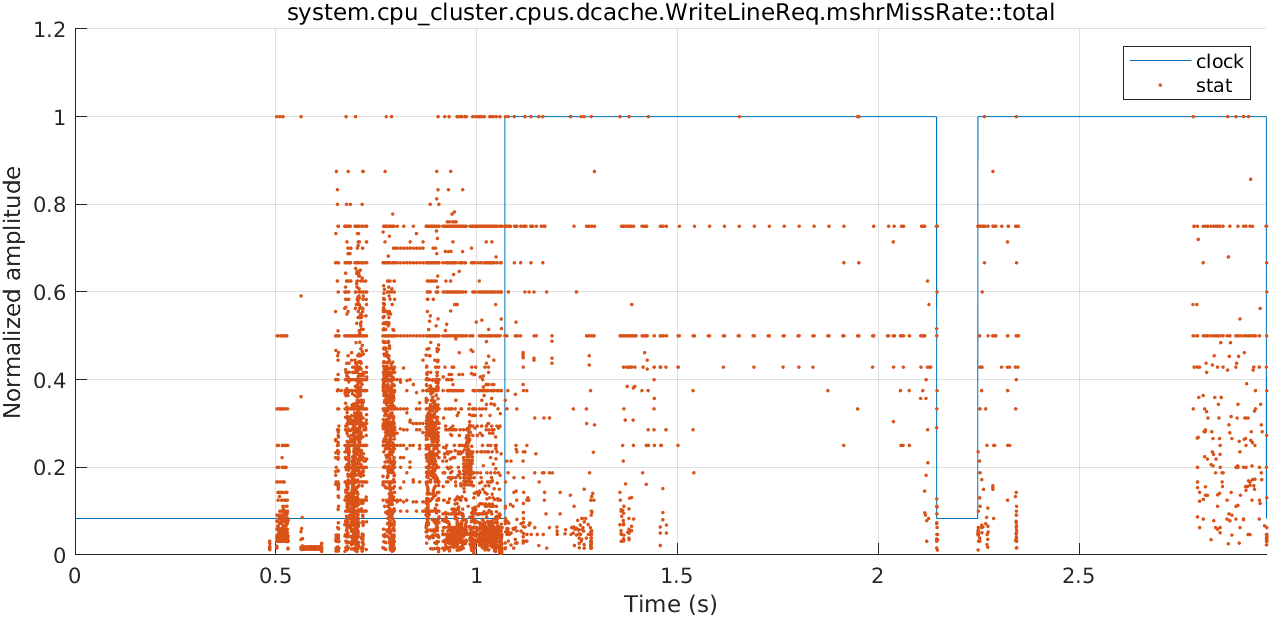 system.cpu_cluster.cpus.dcache.WriteLineReq.mshrMissRate::total
clock
stat
Normalized amplitude
1.2
1
0.8
0.6
0.4
0.2
0
0
0.5
1
1.5
2
2.5
Time (s)